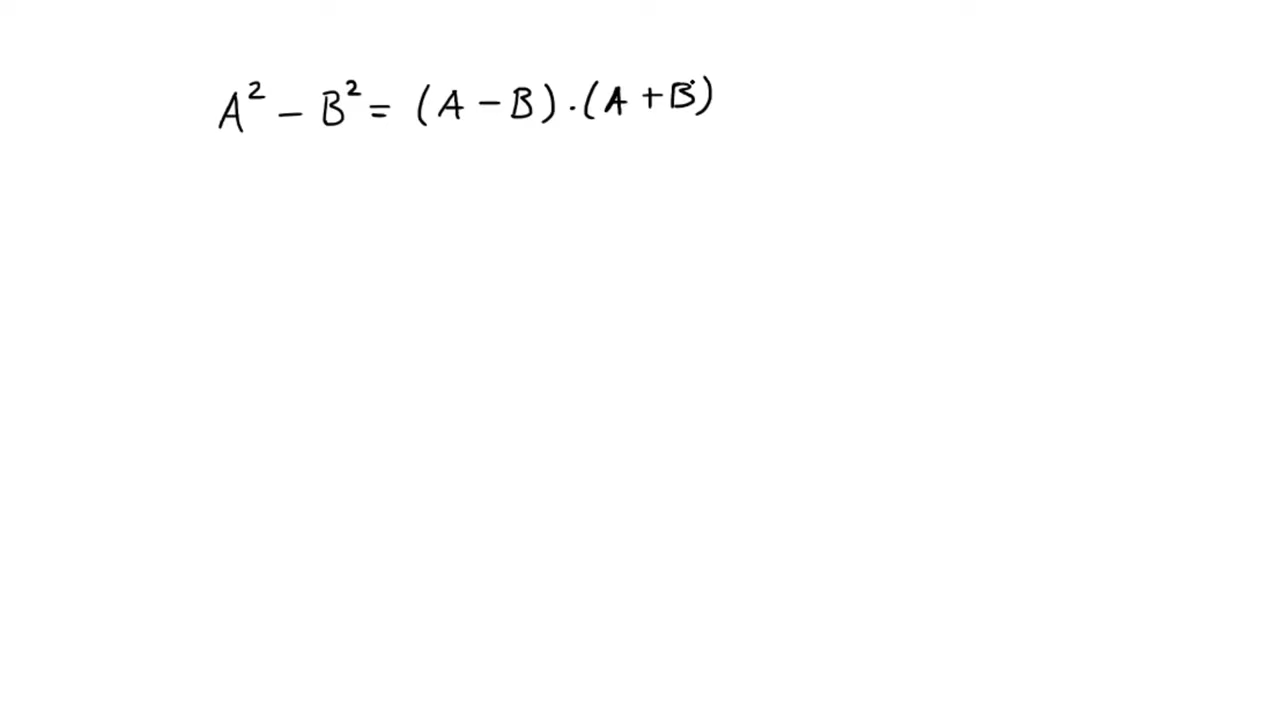 A² − B² = (A − B) · (A + B)